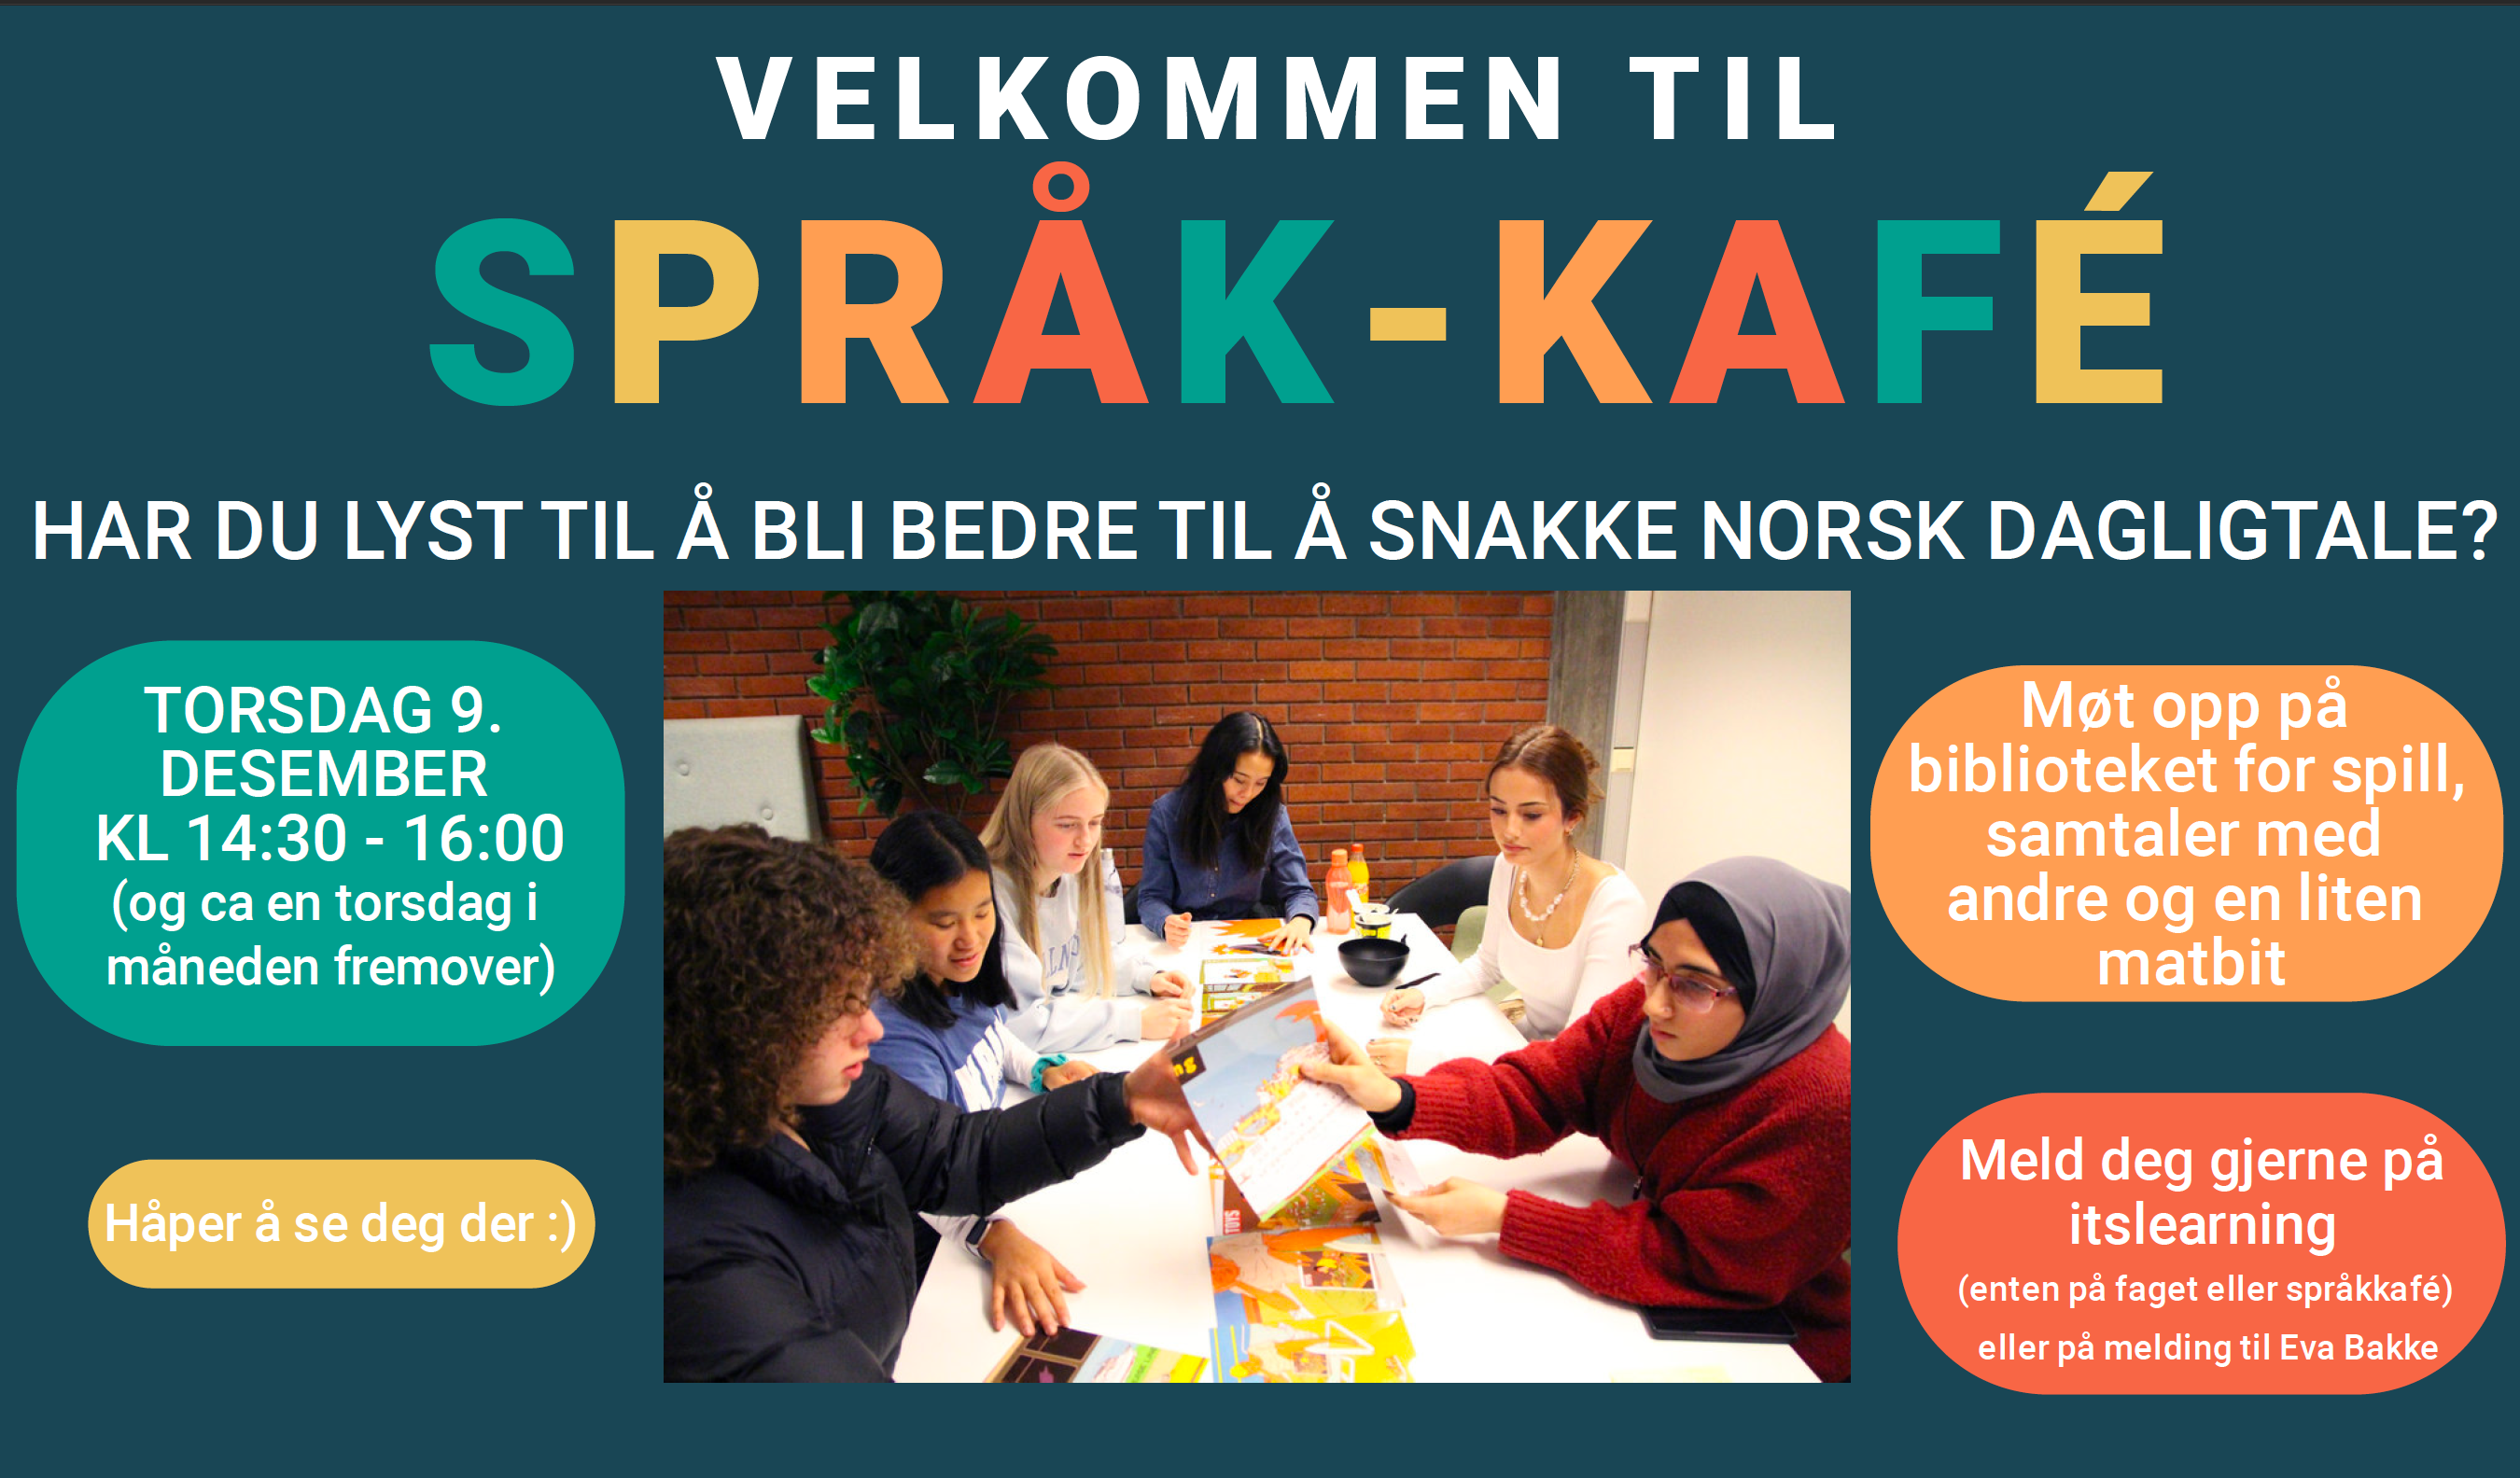 VELKOMMEN TIL
SPRÅK-KAFÉ
HAR DU LYST TIL Å BLI BEDRE TIL Å SNAKKE NORSK DAGLIGTALE?
TORSDAG 9.
DESEMBER
KL 14:30 - 16:00
(og ca en torsdag i
måneden fremover)
Håper å se deg der :)
Møt opp på
biblioteket for spill,
samtaler med
andre og en liten
matbit
Meld deg gjerne på
itslearning
(enten på faget eller språkkafé)
eller på melding til Eva Bakke
TOYS